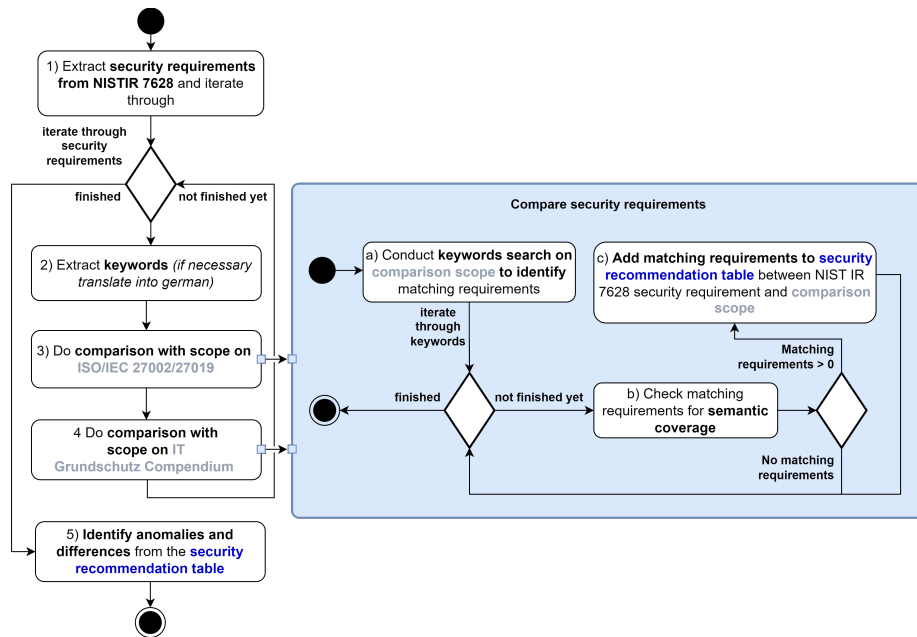 1) Extract security requirements
from NISTIR 7628 and iterate
through
iterate through
security
requirements
finished
not finished yet
2) Extract keywords (if necessary
translate into german)
3) Do comparison with scope on
ISO/IEC 27002/27019
4 Do comparison with
scope on IT
Grundschutz Compendium
5) Identify anomalies and
differences from the security
recommendation table
Compare security requirements
a) Conduct keywords search on
comparison scope to identify
matching requirements
iterate
through
keywords
finished
not finished yet
b) Check matching
requirements for semantic
coverage
c) Add matching requirements to security
recommendation table between NIST IR
7628 security requirement and comparison
scope
Matching
requirements > 0
No matching
requirements